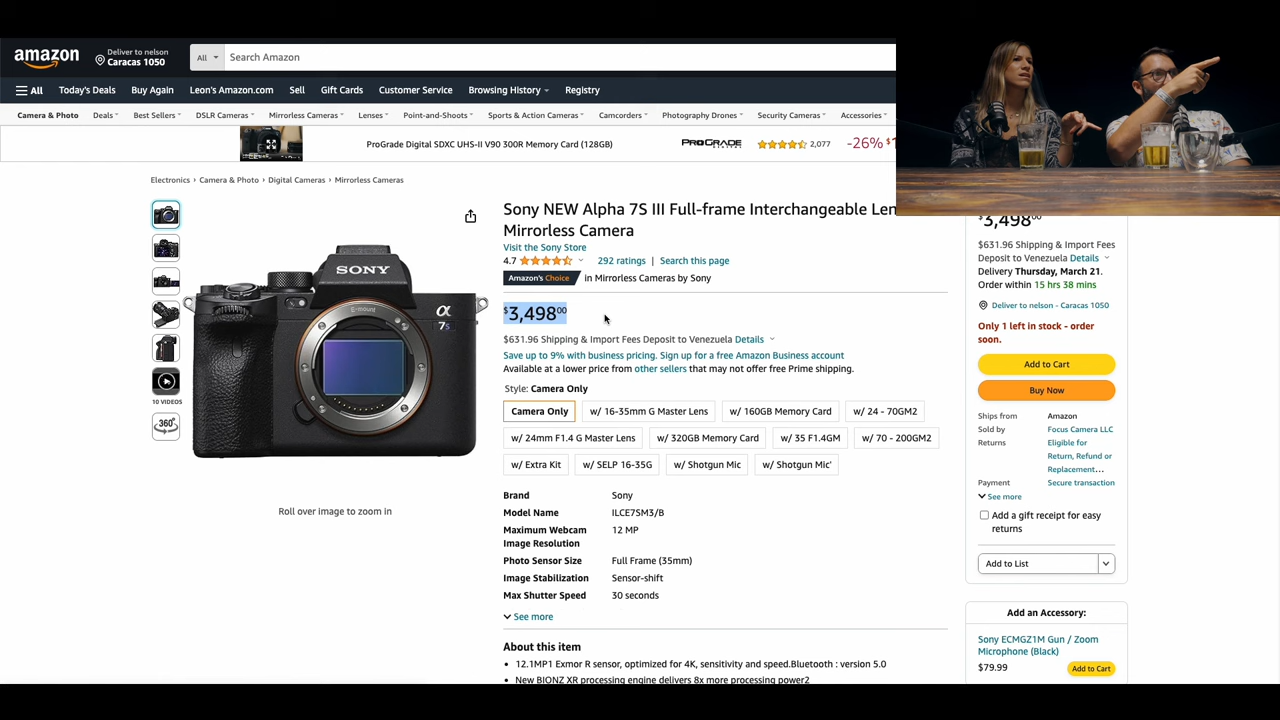 amazon
Deliver to nelson
Caracas 1050
All
Search Amazon
All
Today's Deals
Buy Again
Leon's Amazon.com
Sell
Gift Cards
Customer Service
Browsing History
Registry
Camera & Photo
Deals
Best Sellers
DSLR Cameras
Mirrorless Cameras
Lenses
Point-and-Shoots
Sports & Action Cameras
Camcorders
Photography Drones
Security Cameras
Accessories
ProGrade Digital SDXC UHS-II V90 300R Memory Card (128GB)
PROGRADE
2,077
-26%
Electronics › Camera & Photo › Digital Cameras › Mirrorless Cameras
10 VIDEOS
360°
SONY
E-mount
α
7S
Roll over image to zoom in
Sony NEW Alpha 7S III Full-frame Interchangeable Len
Mirrorless Camera
Visit the Sony Store
4.7
292 ratings | Search this page
Amazon's Choice in Mirrorless Cameras by Sony
$3,498.00
$631.96 Shipping & Import Fees Deposit to Venezuela Details
Save up to 9% with business pricing. Sign up for a free Amazon Business account
Available at a lower price from other sellers that may not offer free Prime shipping.
Style: Camera Only
Camera Only
w/ 16-35mm G Master Lens
w/ 160GB Memory Card
w/ 24 - 70GM2
w/ 24mm F1.4 G Master Lens
w/ 320GB Memory Card
w/ 35 F1.4GM
w/ 70 - 200GM2
w/ Extra Kit
w/ SELP 16-35G
w/ Shotgun Mic
w/ Shotgun Mic'
Brand Sony
Model Name ILCE7SM3/B
Maximum Webcam 12 MP
Image Resolution
Photo Sensor Size Full Frame (35mm)
Image Stabilization Sensor-shift
Max Shutter Speed 30 seconds
See more
About this item
• 12.1MP1 Exmor R sensor, optimized for 4K, sensitivity and speed.Bluetooth : version 5.0
• New BIONZ XR processing engine delivers 8x more processing power2
$3,498.00
$631.96 Shipping & Import Fees
Deposit to Venezuela Details
Delivery Thursday, March 21.
Order within 15 hrs 38 mins
Deliver to nelson - Caracas 1050
Only 1 left in stock - order
soon.
Add to Cart
Buy Now
Ships from Amazon
Sold by Focus Camera LLC
Returns Eligible for
Return, Refund or
Replacement…
Payment Secure transaction
See more
Add a gift receipt for easy
returns
Add to List
Add an Accessory:
Sony ECMGZ1M Gun / Zoom
Microphone (Black)
$79.99
Add to Cart